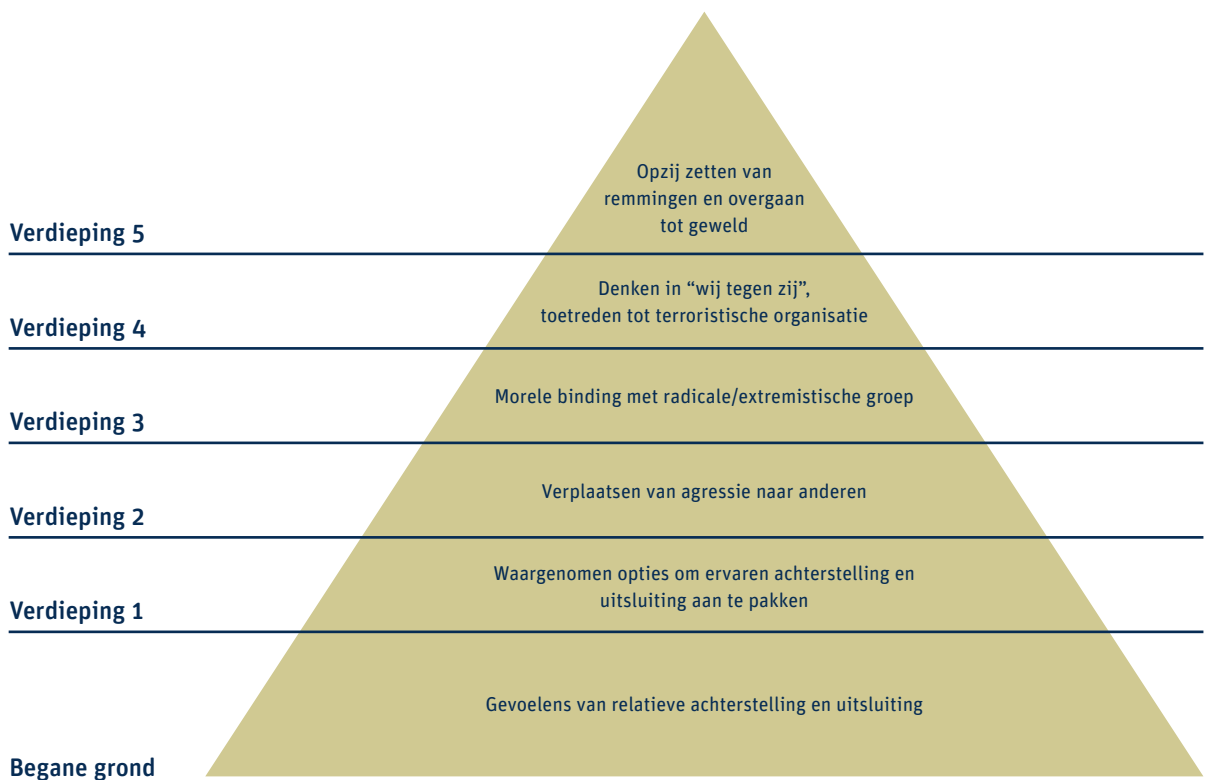 Opzij zetten van
remmingen en overgaan
tot geweld
Verdieping 5
Denken in “wij tegen zij”,
toetreden tot terroristische organisatie
Verdieping 4
Morele binding met radicale/extremistische groep
Verdieping 3
Verplaatsen van agressie naar anderen
Verdieping 2
Waargenomen opties om ervaren achterstelling en
uitsluiting aan te pakken
Verdieping 1
Gevoelens van relatieve achterstelling en uitsluiting
Begane grond